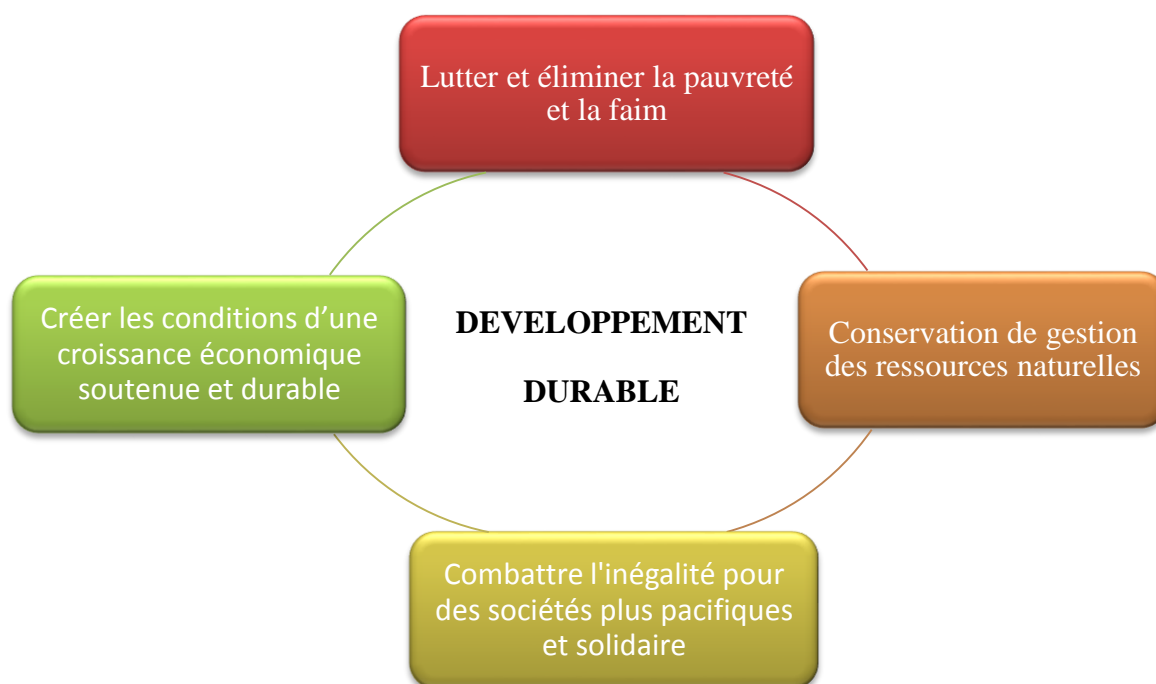 Lutter et éliminer la pauvreté
et la faim
Créer les conditions d’une
croissance économique
soutenue et durable
DEVELOPPEMENT
DURABLE
Conservation de gestion
des ressources naturelles
Combattre l'inégalité pour
des sociétés plus pacifiques
et solidaire